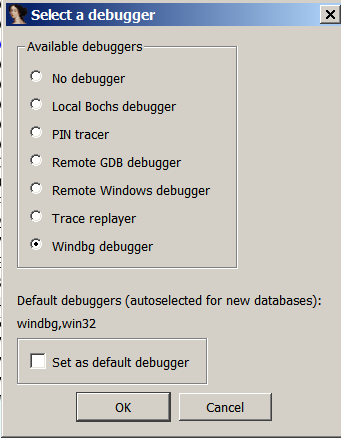 Select a debugger
Available debuggers
No debugger
Local Bochs debugger
PIN tracer
Remote GDB debugger
Remote Windows debugger
Trace replayer
Windbg debugger
Default debuggers (autoselected for new databases):
windbg,win32
Set as default debugger
OK Cancel